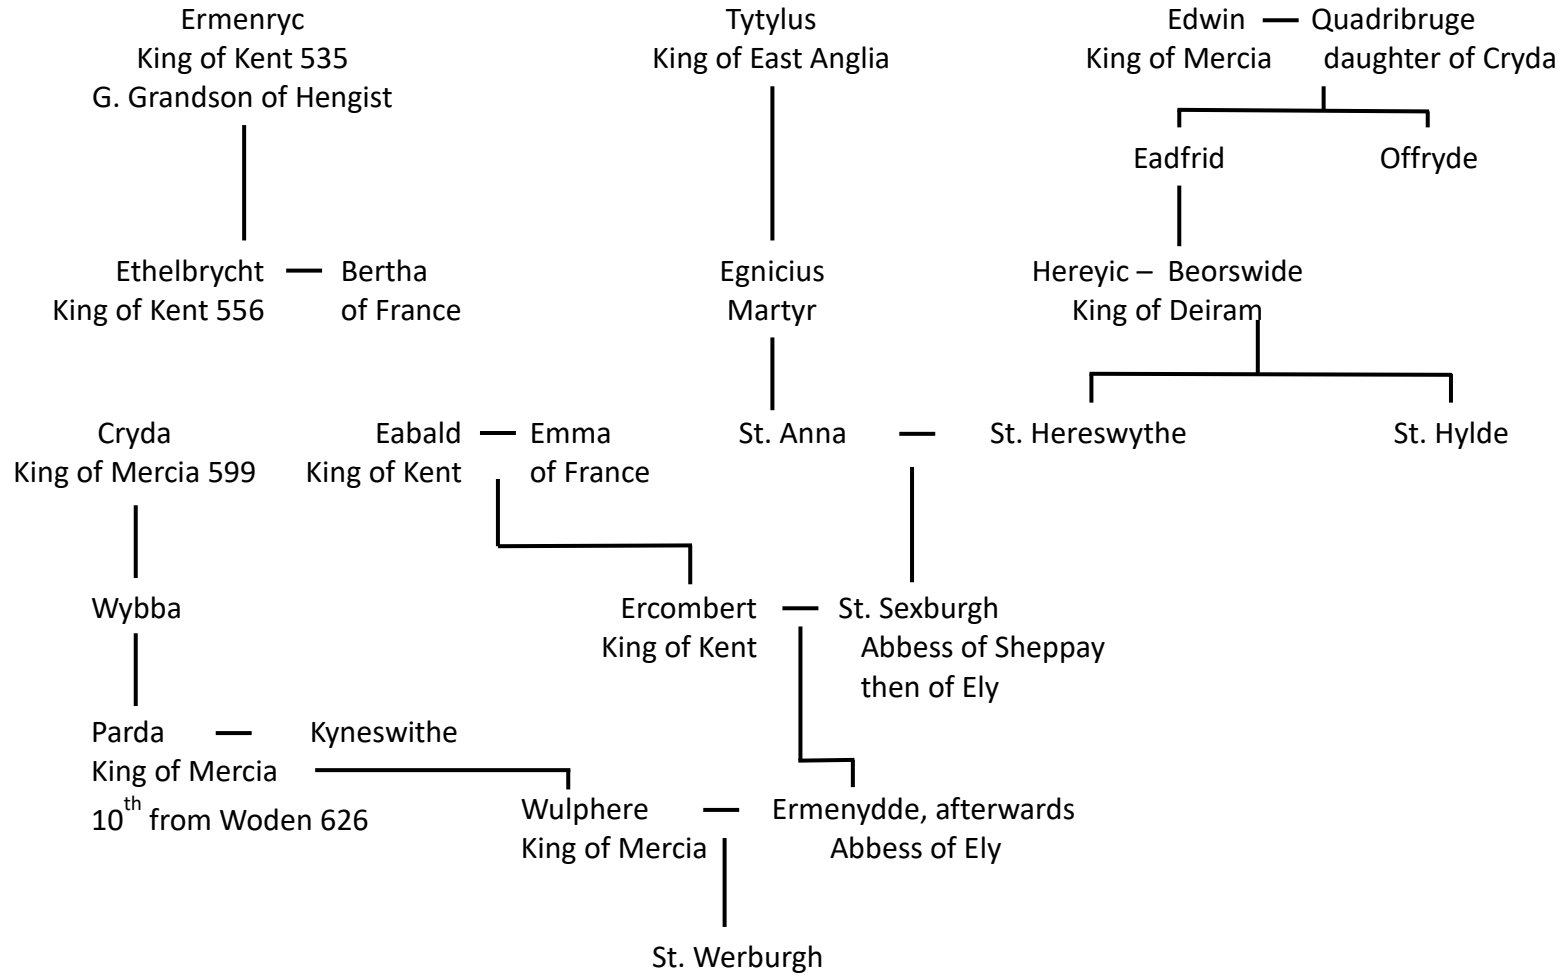 Ermenryc
King of Kent 535
G. Grandson of Hengist
Tytylus
King of East Anglia
Edwin — Quadribruge
King of Mercia daughter of Cryda
Eadfrid
Offryde
Ethelbrycht — Bertha
King of Kent 556 of France
Egnicius
Martyr
Hereyic – Beorswide
King of Deiram
Cryda
King of Mercia 599
Eabald — Emma
King of Kent of France
St. Anna — St. Hereswythe
St. Hylde
Wybba
Ercombert — St. Sexburgh
King of Kent Abbess of Sheppay
then of Ely
Parda — Kyneswithe
King of Mercia
10th from Woden 626
Wulphere — Ermenydde, afterwards
King of Mercia Abbess of Ely
St. Werburgh